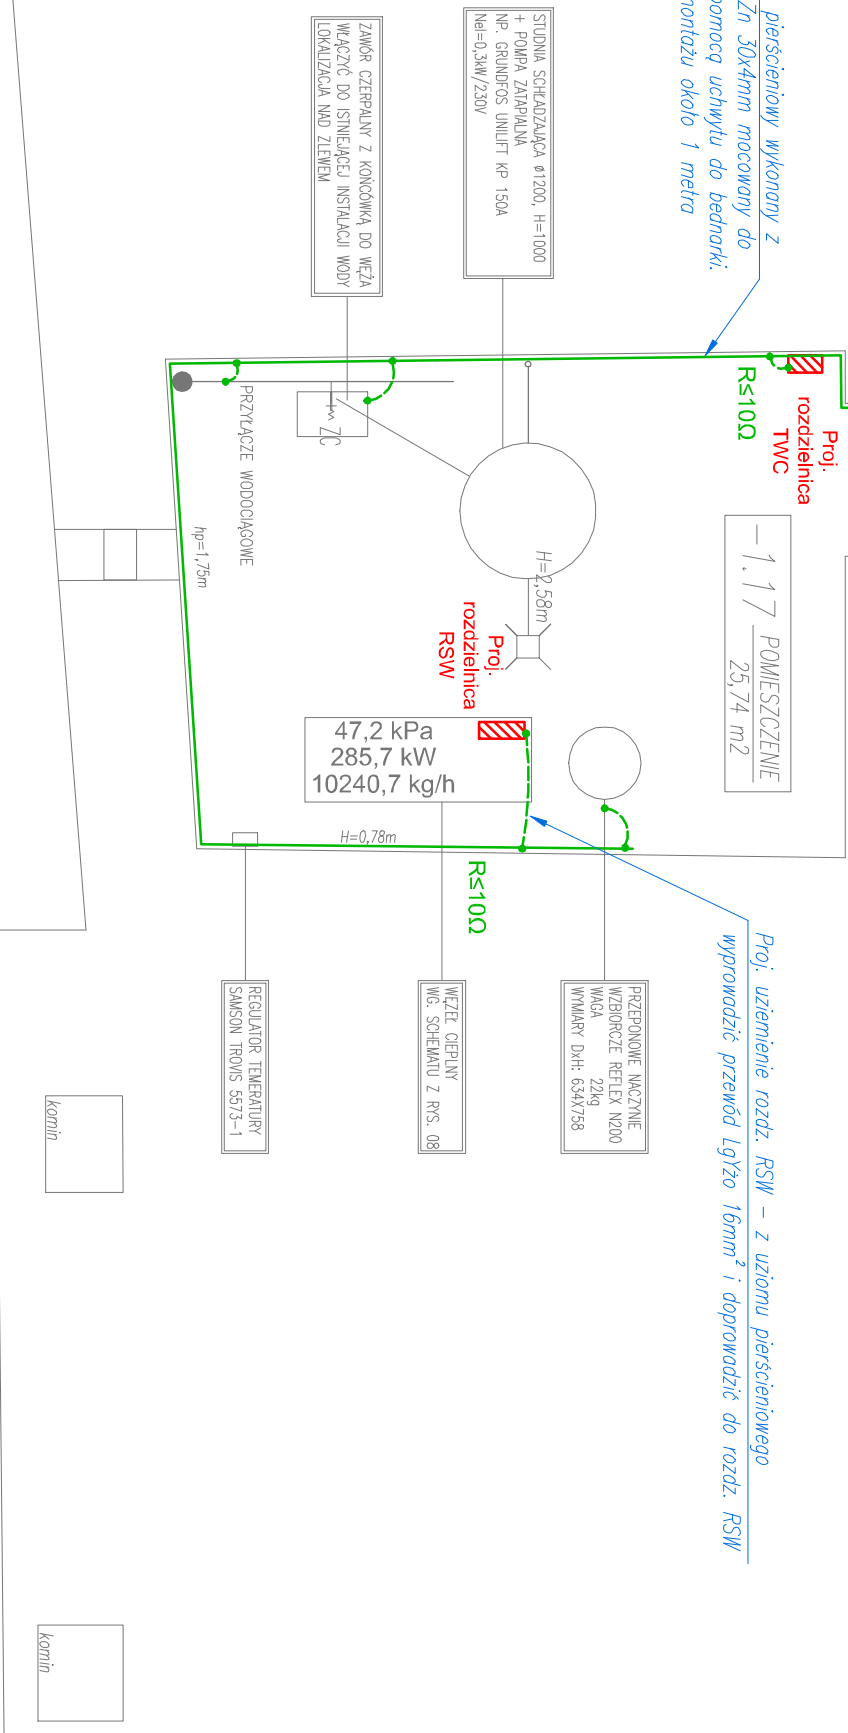 pierścieniowy wykonany z
Zn 30x4mm mocowany do
pomocą uchwytu do bednarki.
montażu około 1 metra
STUDNIA SCHŁADZAJĄCA ø1200, H=1000
+ POMPA ZATAPIALNA
NP. GRUNDFOS UNILIFT KP 150A
Nel=0,3kW/230V
ZAWÓR CZERPALNY Z KOŃCÓWKĄ DO WĘŻA
WŁĄCZYĆ DO ISTNIEJĄCEJ INSTALACJI WODY
LOKALIZACJA NAD ZLEWEM
R≤10Ω
Proj.
rozdzielnica
TWC
-1.17 POMIESZCZENIE
25,74 m2
ZC
PRZYŁĄCZE WODOCIĄGOWE
hp=1,75m
H=2,58m
Proj.
rozdzielnica
RSW
47,2 kPa
285,7 kW
10240,7 kg/h
H=0,78m
R≤10Ω
Proj. uziemienie rozdz. RSW - z uziomu pierścieniowego
wyprowadzić przewód LgYżo 16mm² i doprowadzić do rozdz. RSW
PRZEPONOWE NACZYNIE
WZBIORCZE REFLEX N200
WAGA 22kg
WYMIARY DxH: 634X758
WĘZEŁ CIEPLNY
WG. SCHEMATU Z RYS. 08
REGULATOR TEMERATURY
SAMSON TROVIS 5573-1
komin
komin